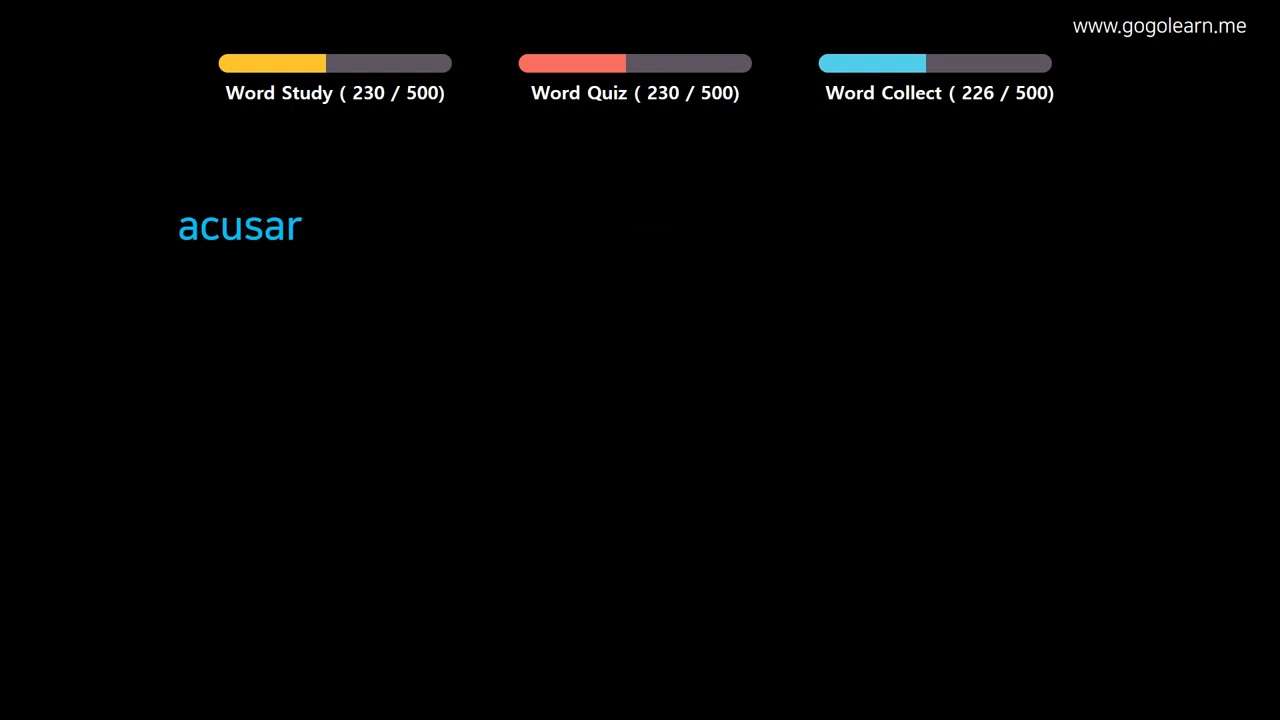 www.gogolearn.me
Word Study ( 230 / 500)
Word Quiz ( 230 / 500)
Word Collect ( 226 / 500)
acusar